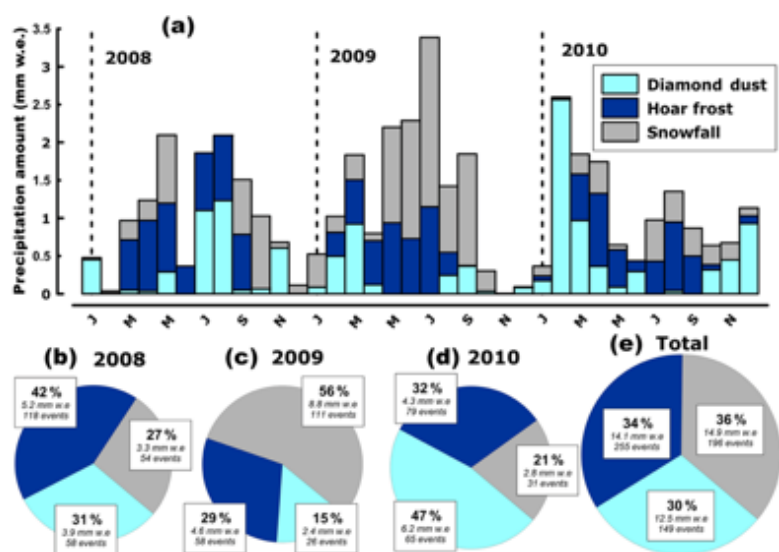 (a)
Precipitation amount (mm w.e.)
3.5
3
2.5
2
1.5
1
0.5
0
2008
2009
2010
Diamond dust
Hoar frost
Snowfall
J M M J S N J M M J S N J M M J S N
(b) 2008
42 %
5.2 mm w.e
118 events
27 %
3.3 mm w.e
54 events
31 %
3.9 mm w.e
58 events
(c) 2009
56 %
8.8 mm w.e
111 events
29 %
4.6 mm w.e
58 events
15 %
2.4 mm w.e
26 events
(d) 2010
32 %
4.3 mm w.e
79 events
21 %
2.8 mm w.e
31 events
47 %
6.2 mm w.e
65 events
(e) Total
34 %
14.1 mm w.e
255 events
36 %
14.9 mm w.e
196 events
30 %
12.5 mm w.e
149 events